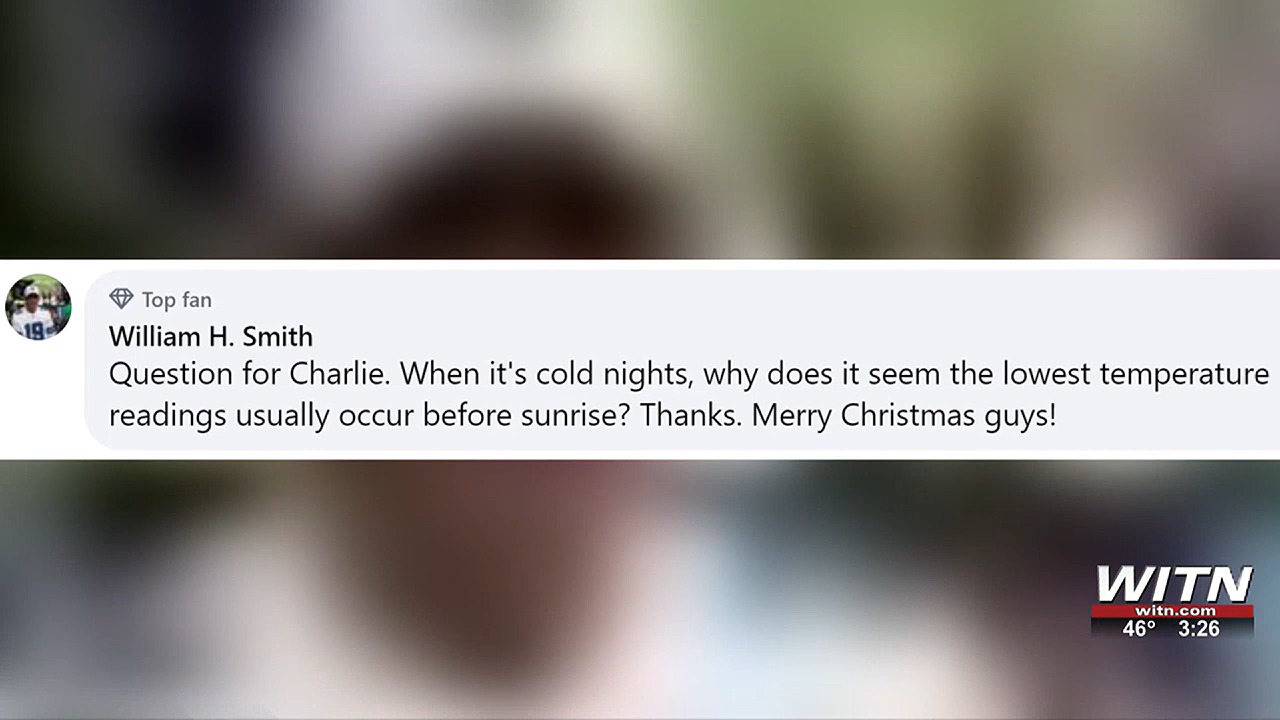 Top fan
William H. Smith
Question for Charlie. When it's cold nights, why does it seem the lowest temperature
readings usually occur before sunrise? Thanks. Merry Christmas guys!
19
WITN
witn.com
46° 3:26